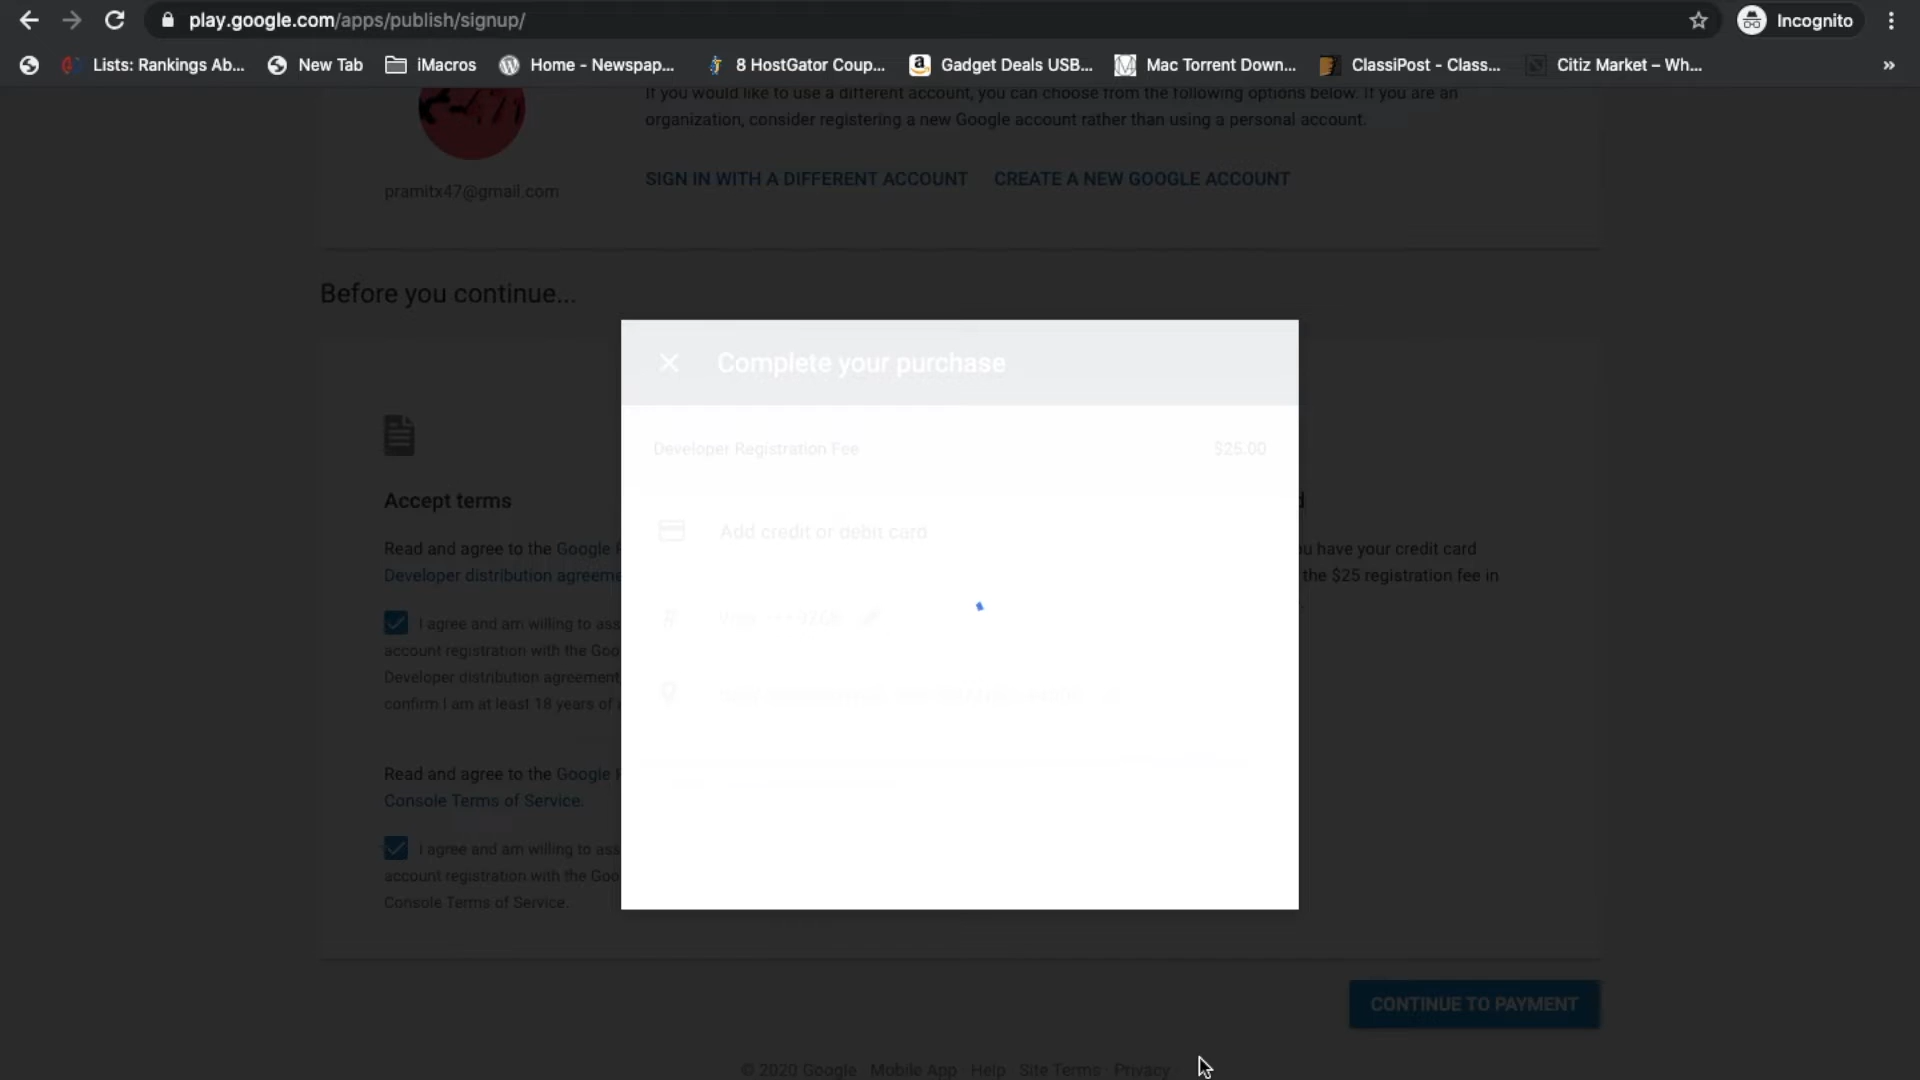 play.google.com/apps/publish/signup/
Incognito
Lists: Rankings Ab...
New Tab
iMacros
Home - Newspap...
8 HostGator Coup...
Gadget Deals USB...
Mac Torrent Down...
ClassiPost - Class...
Citiz Market – Wh...
»
If you would like to use a different account, you can choose from the following options below. If you are an
organization, consider registering a new Google account rather than using a personal account.
pramitx47@gmail.com
SIGN IN WITH A DIFFERENT ACCOUNT
CREATE A NEW GOOGLE ACCOUNT
Before you continue...
Complete your purchase
Developer Registration Fee
$25.00
Add credit or debit card
Accept terms
Read and agree to the Google
Developer distribution agreeme
I agree and am willing to ass
account registration with the Goo
Developer distribution agreement
confirm I am at least 18 years of
Read and agree to the Google
Console Terms of Service.
I agree and am willing to ass
account registration with the Goo
Console Terms of Service.
have your credit card
the $25 registration fee in
CONTINUE TO PAYMENT
© 2020 Google · Mobile App · Help · Site Terms · Privacy